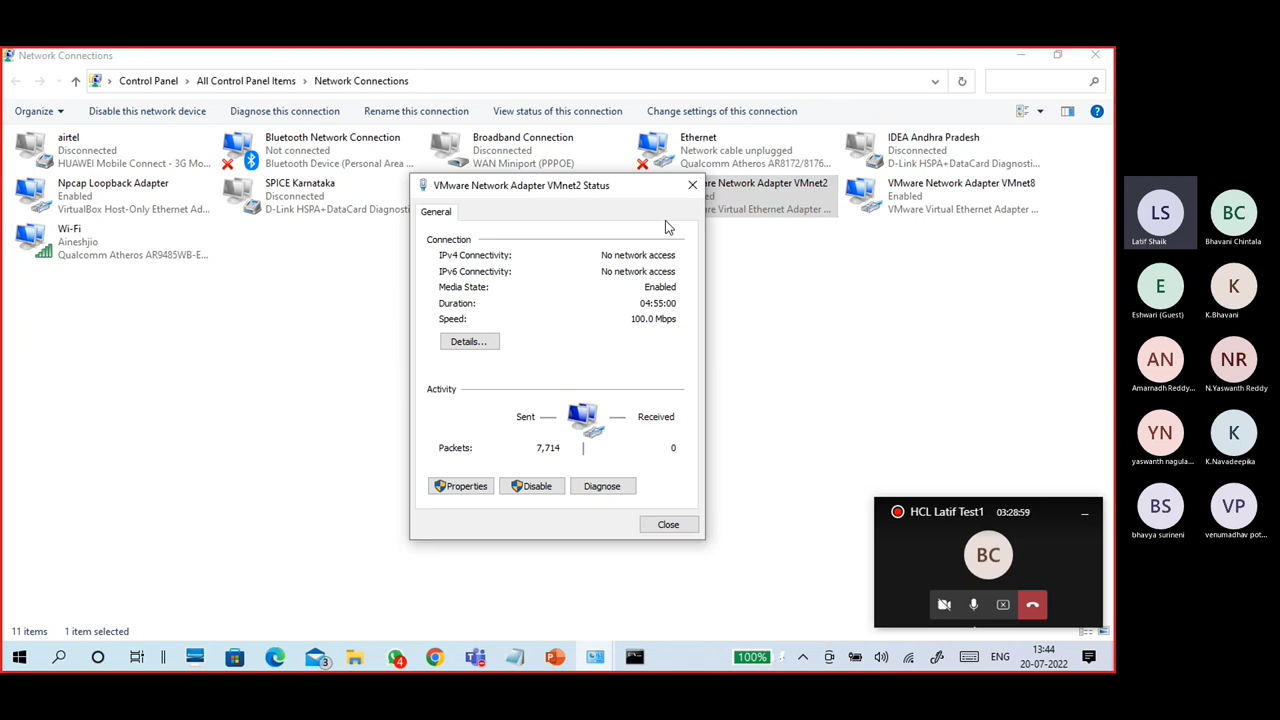 Network Connections
Control Panel > All Control Panel Items > Network Connections
Organize Disable this network device Diagnose this connection Rename this connection View status of this connection Change settings of this connection
airtel
Disconnected
HUAWEI Mobile Connect - 3G Mo...
Bluetooth Network Connection
Not connected
Bluetooth Device (Personal Area ...
Broadband Connection
Disconnected
WAN Miniport (PPPOE)
Ethernet
Network cable unplugged
Qualcomm Atheros AR8172/8176...
IDEA Andhra Pradesh
Disconnected
D-Link HSPA+DataCard Diagnosti...
Npcap Loopback Adapter
Enabled
VirtualBox Host-Only Ethernet Ad...
SPICE Karnataka
Disconnected
D-Link HSPA+DataCard Diagnosti
re Network Adapter VMnet2
ed
re Virtual Ethernet Adapter ...
VMware Network Adapter VMnet8
Enabled
VMware Virtual Ethernet Adapter ...
Wi-Fi
Aineshjio
Qualcomm Atheros AR9485WB-E...
VMware Network Adapter VMnet2 Status
General
Connection
IPv4 Connectivity: No network access
IPv6 Connectivity: No network access
Media State: Enabled
Duration: 04:55:00
Speed: 100.0 Mbps
Details...
Activity
Sent — — Received
Packets: 7,714 0
Properties Disable Diagnose
Close
LS
Latif Shaik
BC
Bhavani Chintala
E
Eshwari (Guest)
K
K.Bhavani
AN
Amarnadh Reddy...
NR
N.Yaswanth Reddy
YN
yaswanth nagula...
K
K.Navadeepika
BS
bhavya surineni
VP
venumadhav pot...
HCL Latif Test1 03:28:59
BC
11 items 1 item selected
3
4
100%
ENG
13:44
20-07-2022